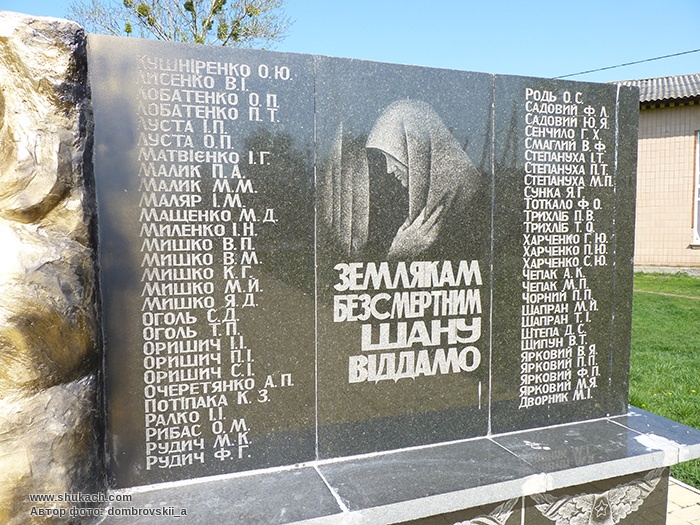 КУШНІРЕНКО О.Ю.
ЛИСЕНКО В.І.
ЛОБАТЕНКО О.П.
ЛОБАТЕНКО П.Т.
ЛУСТА І.П.
ЛУСТА О.П.
МАТВІЄНКО І.Г.
МАЛИК П.А.
МАЛИК М.М.
МАЛЯР І.М.
МАЩЕНКО М.Д.
МИЛЕНКО І.Н.
МИШКО В.П.
МИШКО В.М.
МИШКО К.Г.
МИШКО М.Й.
МИШКО Я.Д.
ОГОЛЬ С.Д.
ОГОЛЬ Т.П.
ОРИШИЧ І.І.
ОРИШИЧ П.І.
ОРИШИЧ С.І.
ОЧЕРЕТЯНКО А.П.
ПОТІПАКА К.З.
РАЛКО І.І.
РИБАС О.М.
РУДИЧ М.К.
РУДИЧ Ф.Г.
ЗЕМЛЯКАМ
БЕЗСМЕРТНИМ
ШАНУ
ВІДДАМО
РОДЬ О.С.
САДОВИЙ Ф.Л.
САДОВИЙ Ю.Я.
СЕНЧИЛО Г.Х.
СМАГЛИЙ В.Ф.
СТЕПАНУХА І.Т.
СТЕПАНУХА П.Т.
СТЕПАНУХА М.П.
СУНКА Я.Г.
ТОТКАЛО Ф.О.
ТРИХЛІБ П.В.
ТРИХЛІБ Т.О.
ХАРЧЕНКО Г.Ю.
ХАРЧЕНКО П.Ю.
ХАРЧЕНКО С.Ю.
ЧЕПАК А.К.
ЧЕПАК М.П.
ЧОРНИЙ П.П.
ШАПРАН М.Й.
ШАПРАН Т.І.
ШТЕПА Д.С.
ЩИПУН В.Т.
ЯРКОВИЙ В.Я.
ЯРКОВИЙ П.П.
ЯРКОВИЙ Ф.П.
ЯРКОВИЙ М.Я.
ДВОРНИК М.І.
www.shukach.com
Автор фото: dombrovskii_a